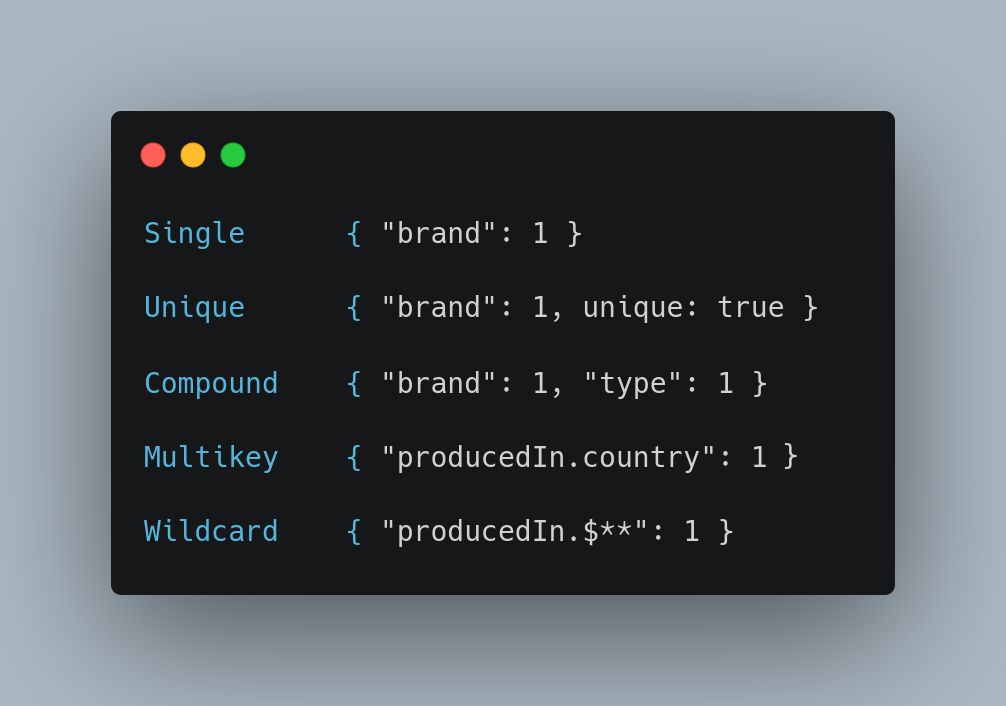 Single { "brand": 1 }
Unique { "brand": 1, unique: true }
Compound { "brand": 1, "type": 1 }
Multikey { "producedIn.country": 1 }
Wildcard { "producedIn.$**": 1 }